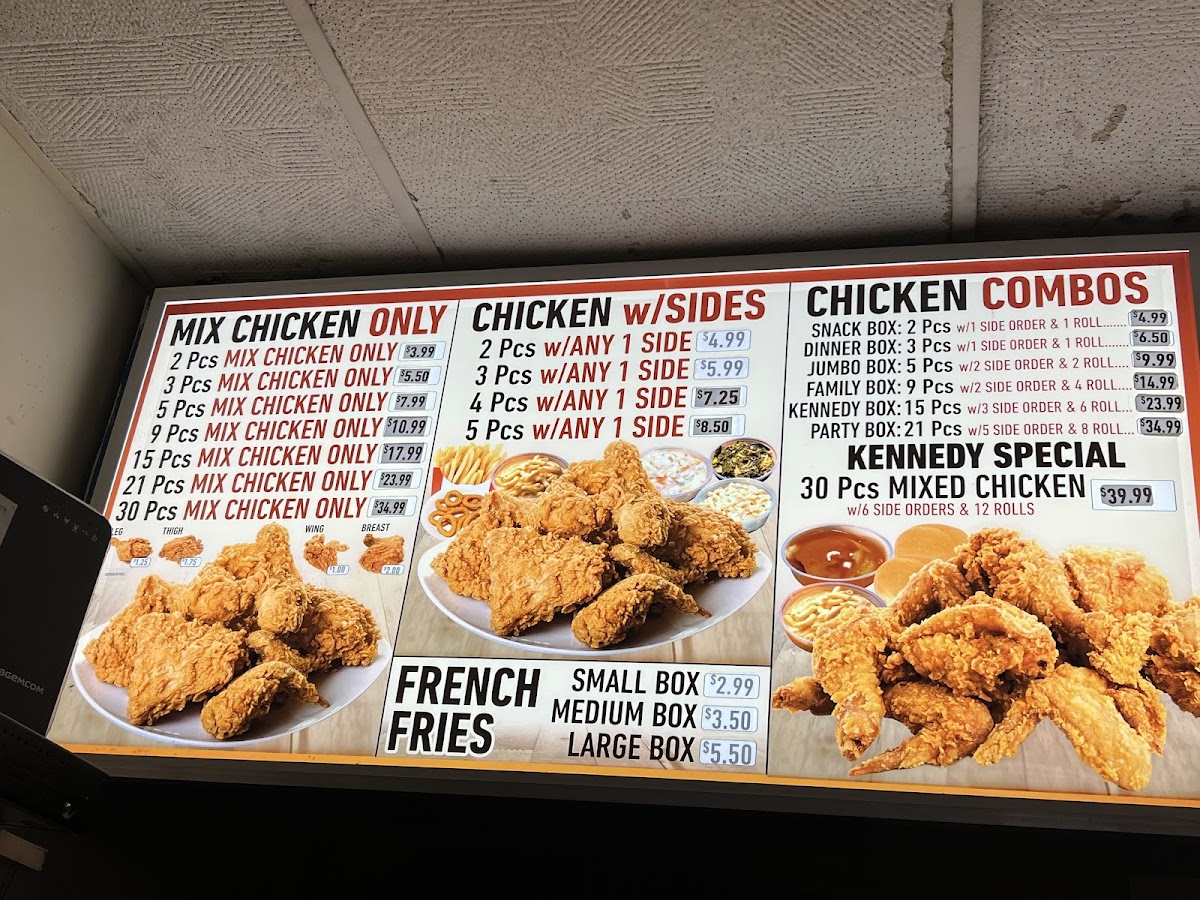 MIX CHICKEN ONLY
2 Pcs MIX CHICKEN ONLY $3.99
3 Pcs MIX CHICKEN ONLY $5.50
5 Pcs MIX CHICKEN ONLY $7.99
9 Pcs MIX CHICKEN ONLY $10.99
15 Pcs MIX CHICKEN ONLY $17.99
21 Pcs MIX CHICKEN ONLY $23.99
30 Pcs MIX CHICKEN ONLY $34.99
LEG THIGH WING BREAST
$1.25 $1.75 $1.00 $2.00
CHICKEN w/SIDES
2 Pcs w/ANY 1 SIDE $4.99
3 Pcs w/ANY 1 SIDE $5.99
4 Pcs w/ANY 1 SIDE $7.25
5 Pcs w/ANY 1 SIDE $8.50
FRENCH
FRIES
SMALL BOX $2.99
MEDIUM BOX $3.50
LARGE BOX $5.50
CHICKEN COMBOS
SNACK BOX: 2 Pcs w/1 SIDE ORDER & 1 ROLL....... $4.99
DINNER BOX: 3 Pcs w/1 SIDE ORDER & 1 ROLL....... $6.50
JUMBO BOX: 5 Pcs w/2 SIDE ORDER & 2 ROLL.... $9.99
FAMILY BOX: 9 Pcs w/2 SIDE ORDER & 4 ROLL.... $14.99
KENNEDY BOX: 15 Pcs w/3 SIDE ORDER & 6 ROLL... $23.99
PARTY BOX: 21 Pcs w/5 SIDE ORDER & 8 ROLL... $34.99
KENNEDY SPECIAL
30 Pcs MIXED CHICKEN $39.99
w/6 SIDE ORDERS & 12 ROLLS